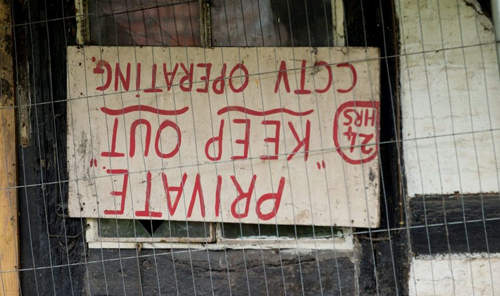 PRIVATE
24 HRS
"KEEP OUT"
CCTV OPERATING.